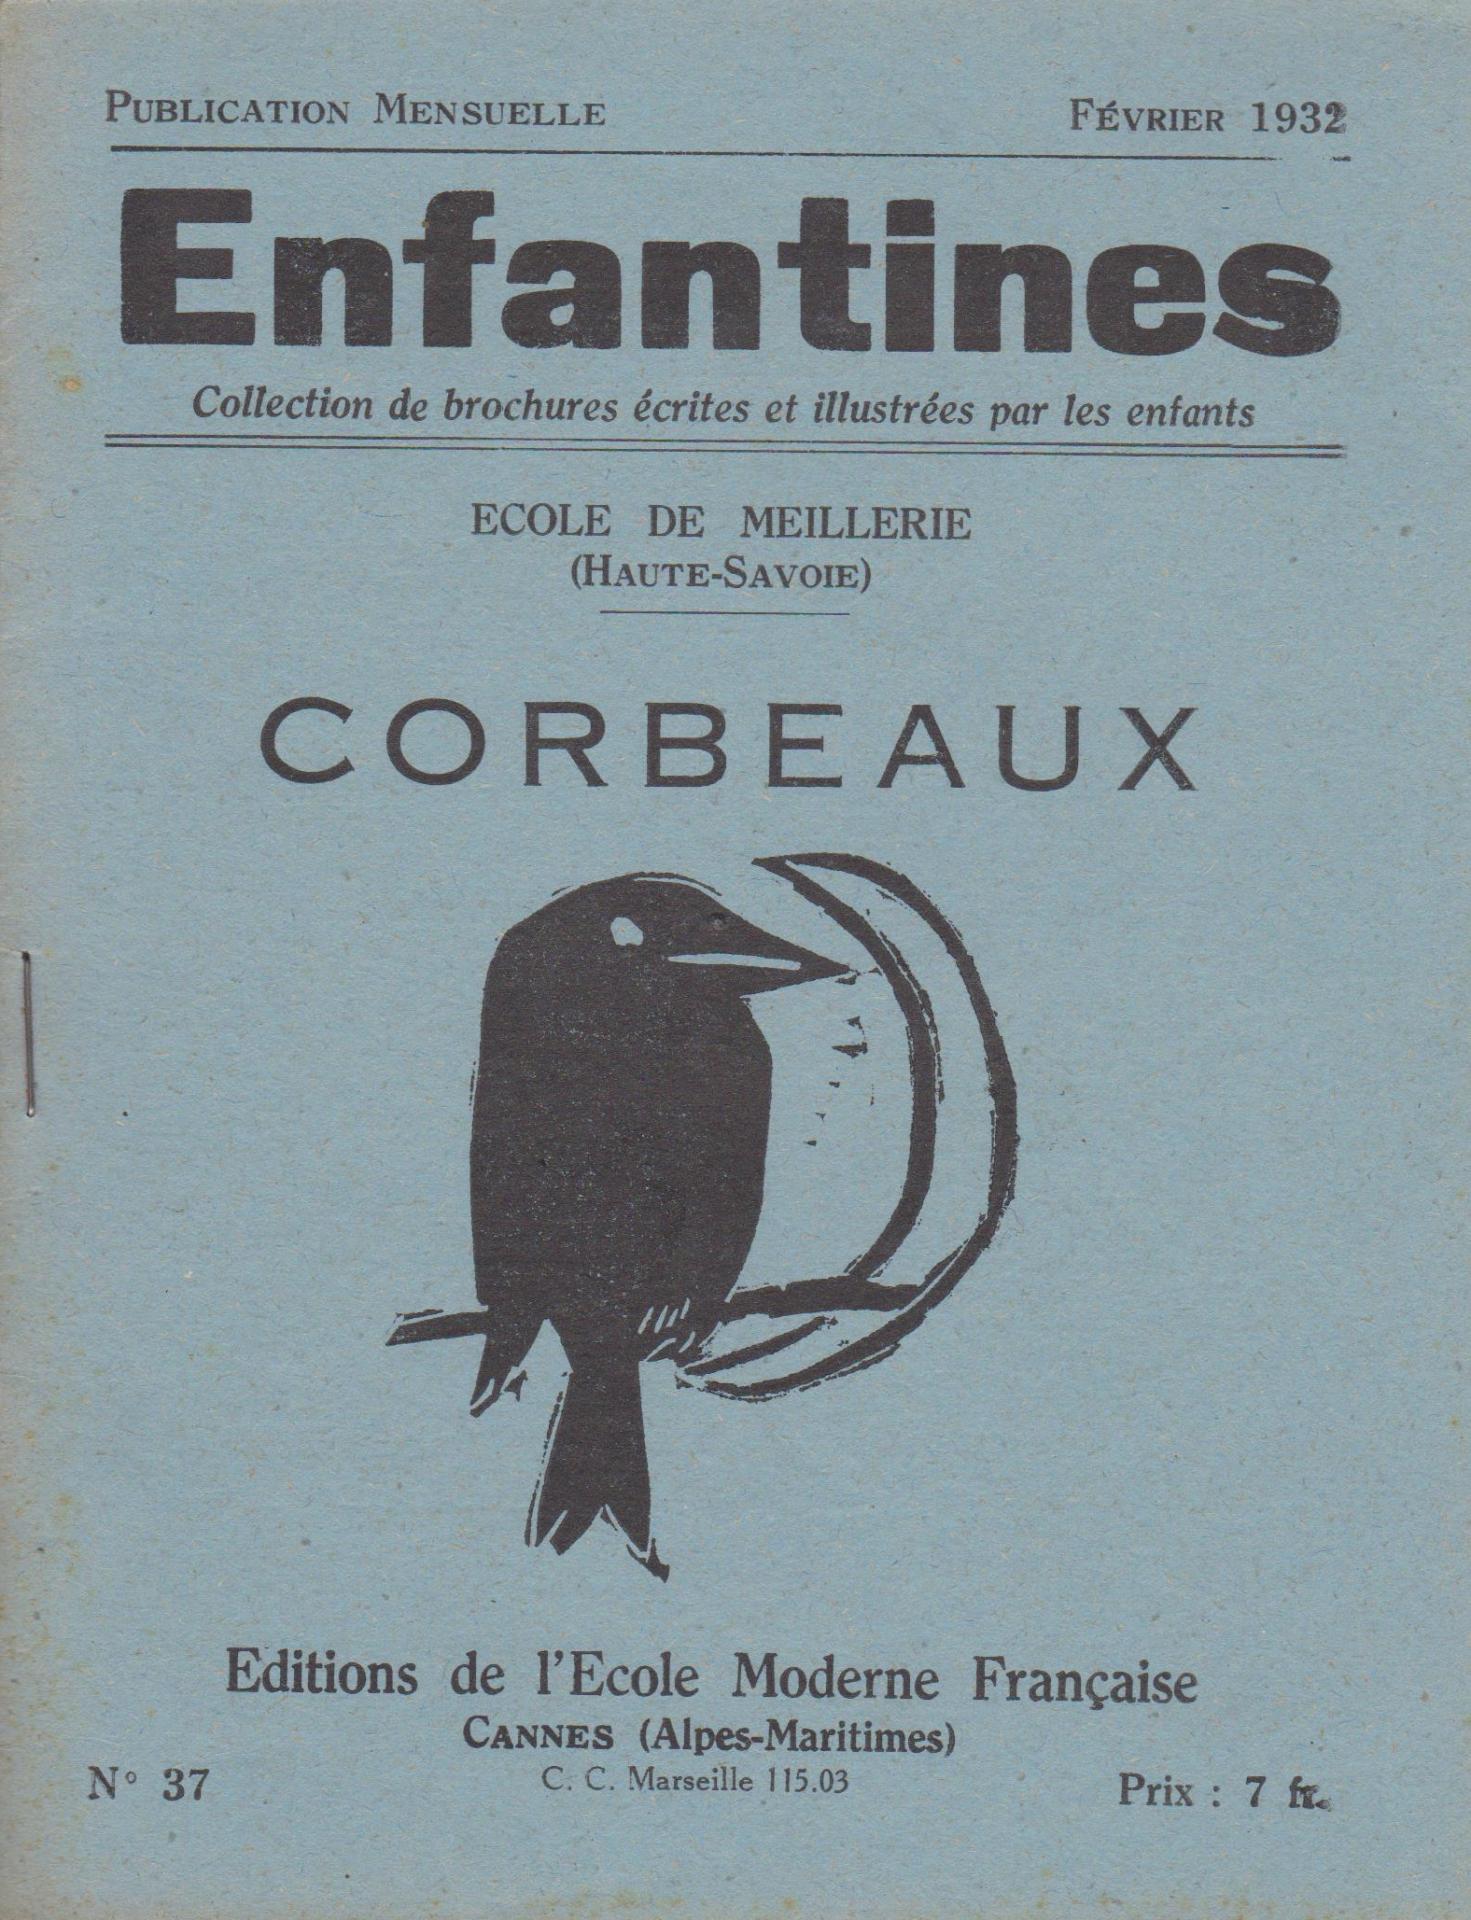 PUBLICATION MENSUELLE
FÉVRIER 1932
Enfantines
Collection de brochures écrites et illustrées par les enfants
ECOLE DE MEILLERIE
(HAUTE-SAVOIE)
CORBEAUX
Editions de l'Ecole Moderne Française
CANNES (Alpes-Maritimes)
C. C. Marseille 115.03
N° 37
Prix : 7 fr.